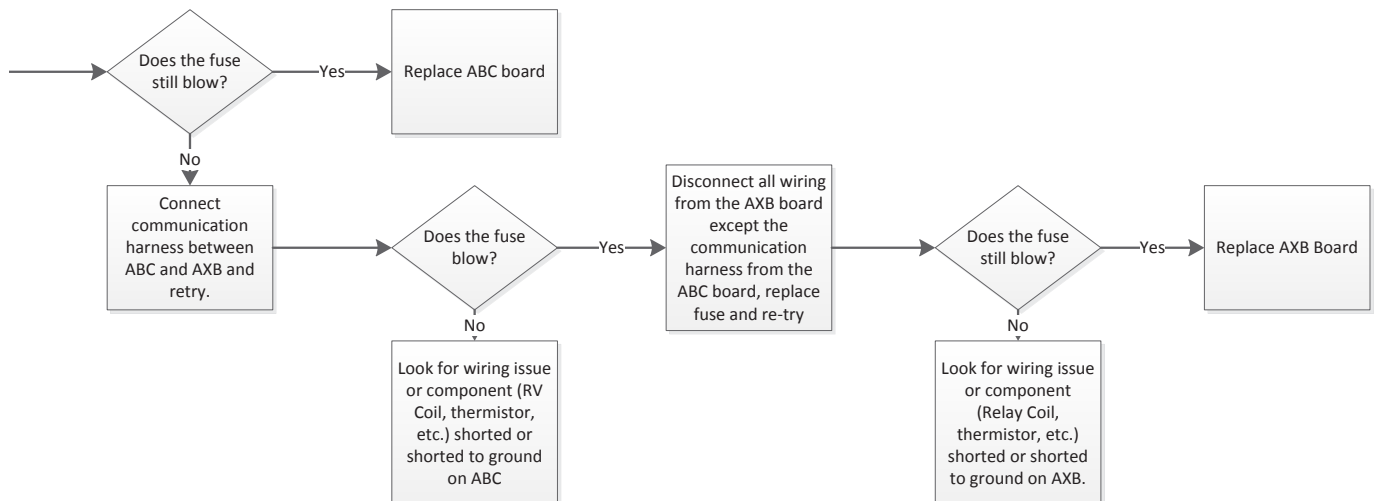 Does the fuse
still blow?
Yes
Replace ABC board
No
Connect
communication
harness between
ABC and AXB and
retry.
Does the fuse
blow?
Yes
Disconnect all wiring
from the AXB board
except the
communication
harness from the
ABC board, replace
fuse and re-try
Does the fuse
still blow?
Yes
Replace AXB Board
No
Look for wiring issue
or component (RV
Coil, thermistor,
etc.) shorted or
shorted to ground
on ABC
No
Look for wiring issue
or component
(Relay Coil,
thermistor, etc.)
shorted or shorted
to ground on AXB.